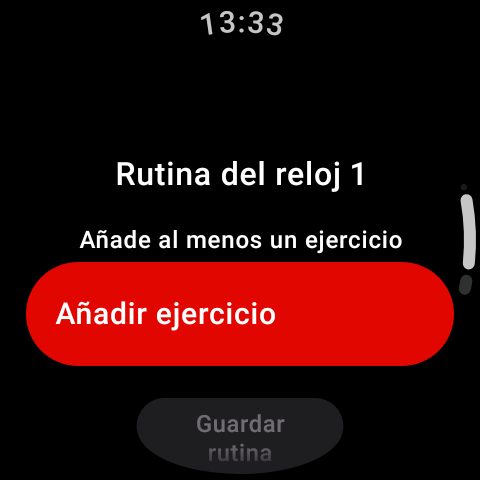 13:33
Rutina del reloj 1
Añade al menos un ejercicio
Añadir ejercicio
Guardar
rutina